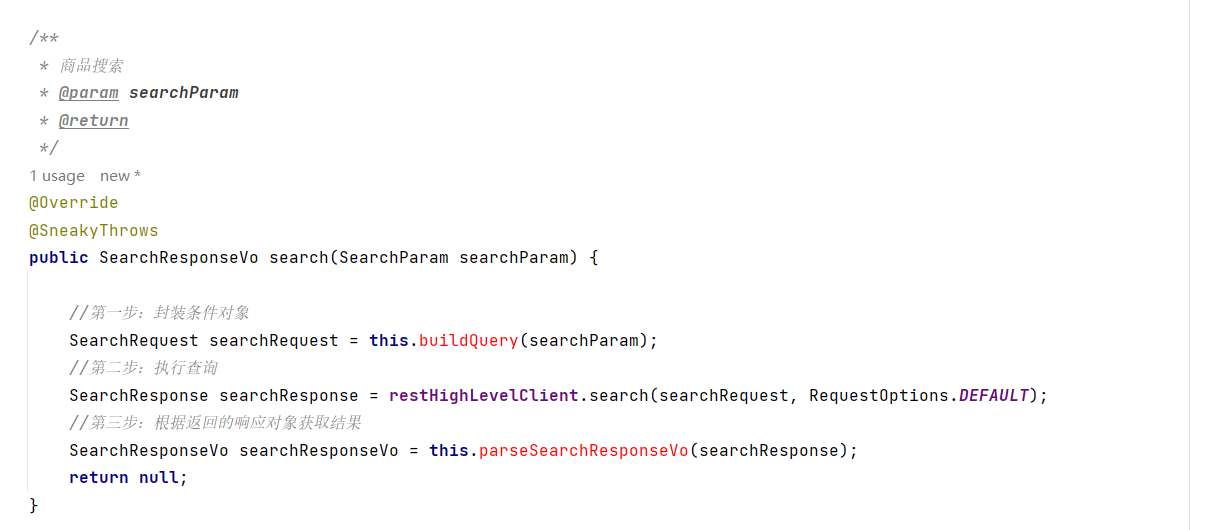 /**
 * 商品搜索
 * @param searchParam
 * @return
 */
1 usage   new *
@Override
@SneakyThrows
public SearchResponseVo search(SearchParam searchParam) {
    //第一步：封装条件对象
    SearchRequest searchRequest = this.buildQuery(searchParam);
    //第二步：执行查询
    SearchResponse searchResponse = restHighLevelClient.search(searchRequest, RequestOptions.DEFAULT);
    //第三步：根据返回的响应对象获取结果
    SearchResponseVo searchResponseVo = this.parseSearchResponseVo(searchResponse);
    return null;
}